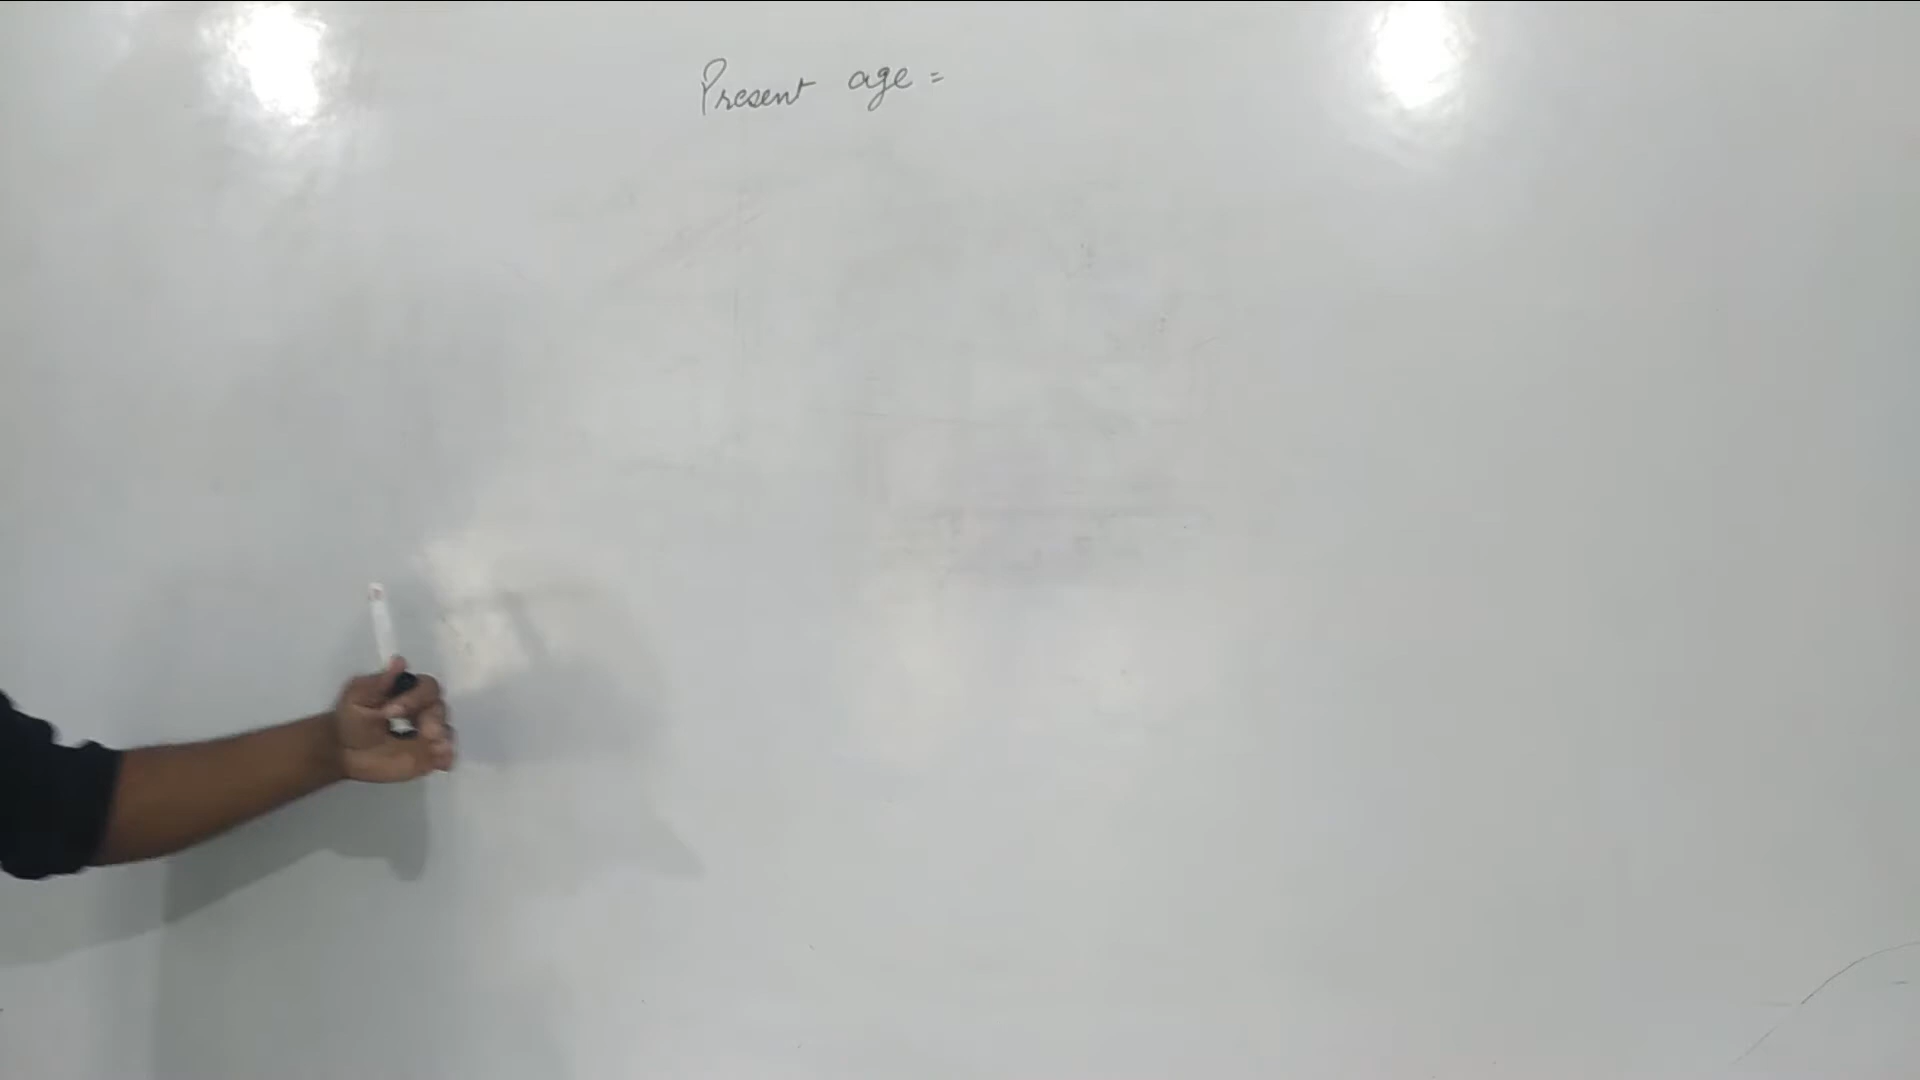 Present age =